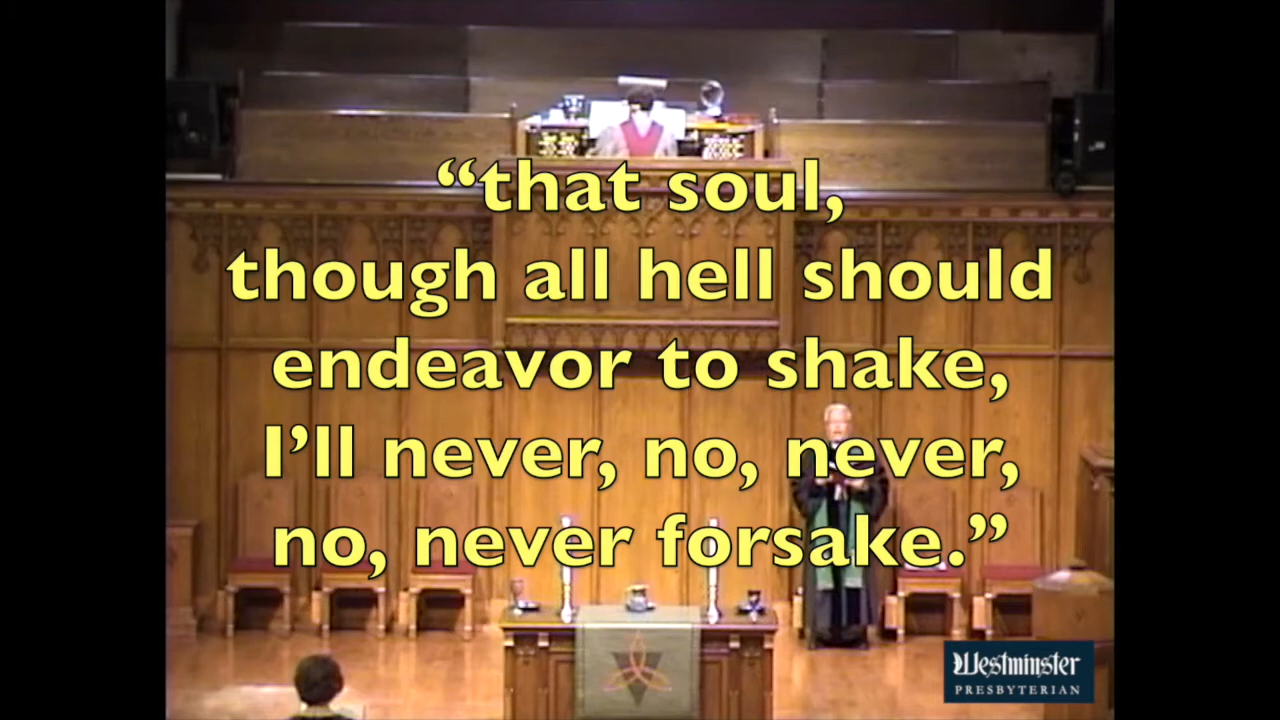 “that soul,
though all hell should
endeavor to shake,
I’ll never, no, never,
no, never forsake.”
Westminster
PRESBYTERIAN